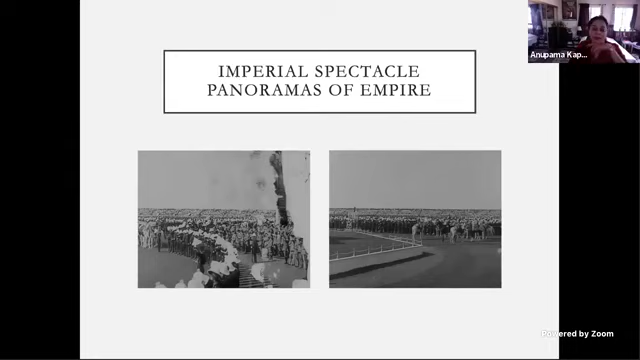 IMPERIAL SPECTACLE
PANORAMAS OF EMPIRE
Anupama Kap...
Powered by Zoom